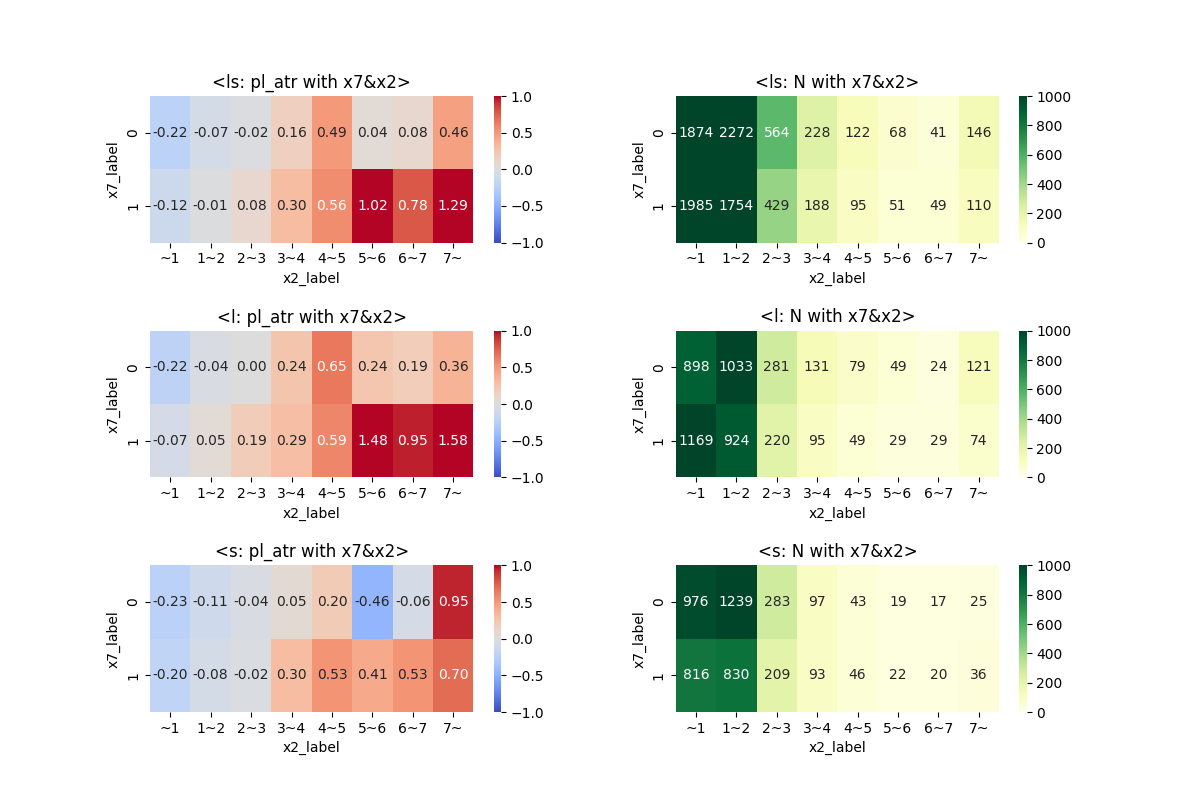 <ls: pl_atr with x7&x2>
x7_label
0 -0.22 -0.07 -0.02 0.16 0.49 0.04 0.08 0.46
1 -0.12 -0.01 0.08 0.30 0.56 1.02 0.78 1.29
~1 1~2 2~3 3~4 4~5 5~6 6~7 7~
x2_label
1.0
0.5
0.0
−0.5
−1.0
<ls: N with x7&x2>
x7_label
0 1874 2272 564 228 122 68 41 146
1 1985 1754 429 188 95 51 49 110
~1 1~2 2~3 3~4 4~5 5~6 6~7 7~
x2_label
1000
800
600
400
200
0
<l: pl_atr with x7&x2>
x7_label
0 -0.22 -0.04 0.00 0.24 0.65 0.24 0.19 0.36
1 -0.07 0.05 0.19 0.29 0.59 1.48 0.95 1.58
~1 1~2 2~3 3~4 4~5 5~6 6~7 7~
x2_label
1.0
0.5
0.0
−0.5
−1.0
<l: N with x7&x2>
x7_label
0 898 1033 281 131 79 49 24 121
1 1169 924 220 95 49 29 29 74
~1 1~2 2~3 3~4 4~5 5~6 6~7 7~
x2_label
1000
800
600
400
200
0
<s: pl_atr with x7&x2>
x7_label
0 -0.23 -0.11 -0.04 0.05 0.20 -0.46 -0.06 0.95
1 -0.20 -0.08 -0.02 0.30 0.53 0.41 0.53 0.70
~1 1~2 2~3 3~4 4~5 5~6 6~7 7~
x2_label
1.0
0.5
0.0
−0.5
−1.0
<s: N with x7&x2>
x7_label
0 976 1239 283 97 43 19 17 25
1 816 830 209 93 46 22 20 36
~1 1~2 2~3 3~4 4~5 5~6 6~7 7~
x2_label
1000
800
600
400
200
0